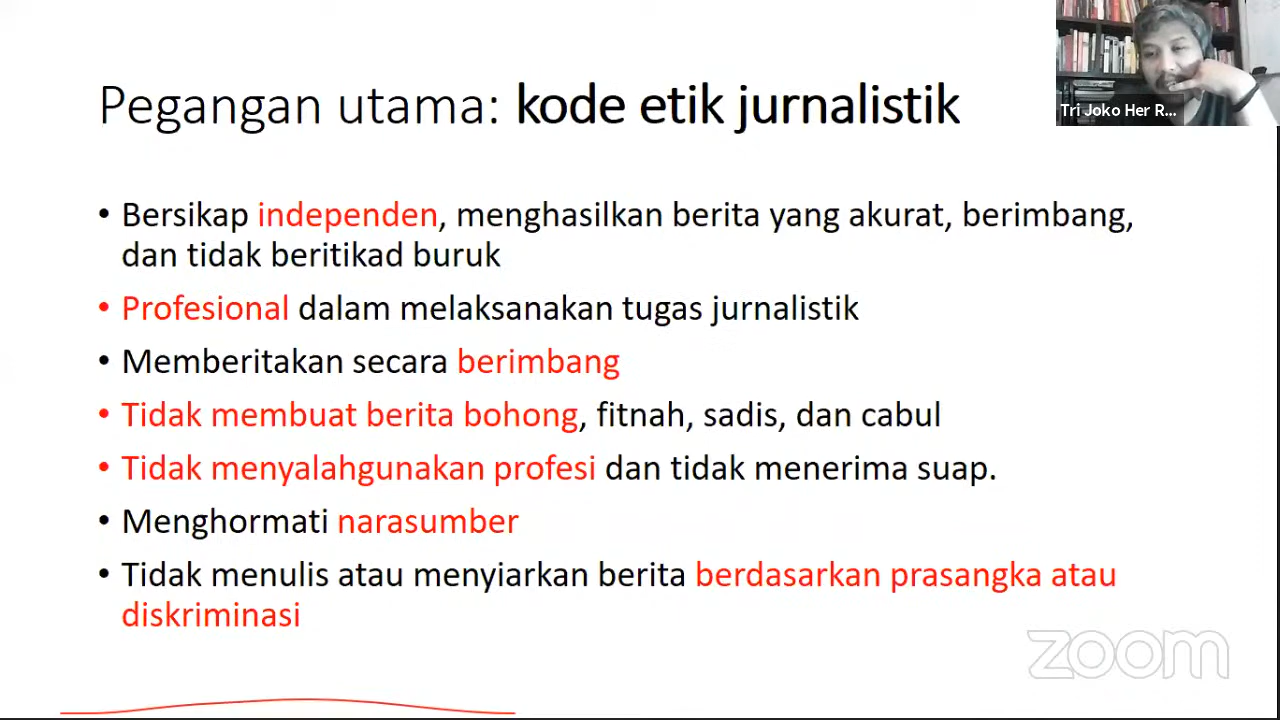 Pegangan utama: kode etik jurnalistik
Tri Joko Her R...
• Bersikap independen, menghasilkan berita yang akurat, berimbang,
dan tidak beritikad buruk
• Profesional dalam melaksanakan tugas jurnalistik
• Memberitakan secara berimbang
• Tidak membuat berita bohong, fitnah, sadis, dan cabul
• Tidak menyalahgunakan profesi dan tidak menerima suap.
• Menghormati narasumber
• Tidak menulis atau menyiarkan berita berdasarkan prasangka atau
diskriminasi
zoom